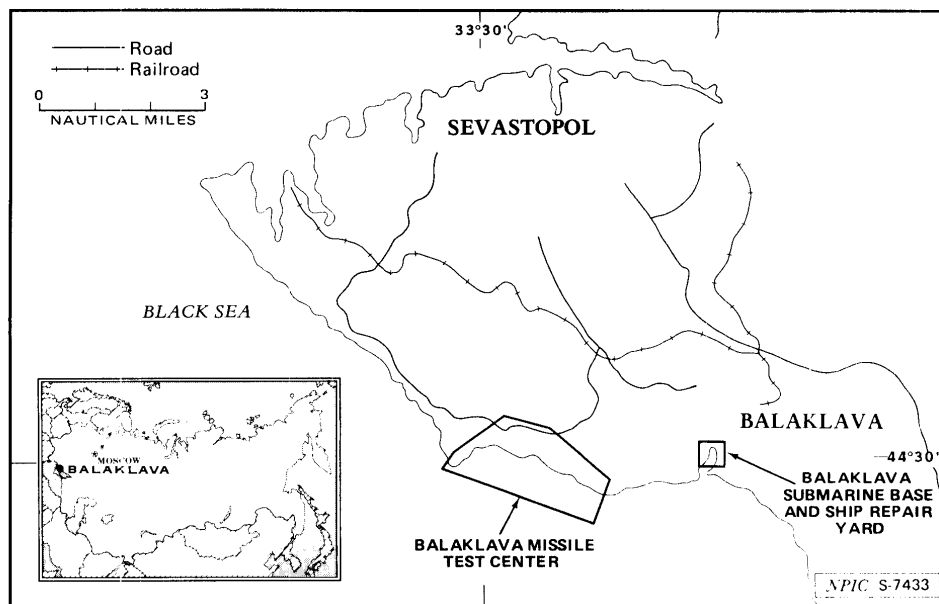 33°30'
Road
Railroad
0 3
NAUTICAL MILES
SEVASTOPOL
BLACK SEA
BALAKLAVA
MOSCOW
BALAKLAVA
44°30'
BALAKLAVA
SUBMARINE BASE
AND SHIP REPAIR
YARD
BALAKLAVA MISSILE
TEST CENTER
NPIC S-7433